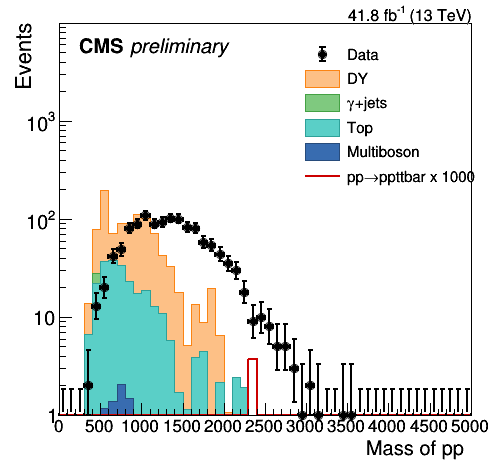 41.8 fb⁻¹ (13 TeV)
CMS preliminary
Events
Data
DY
γ+jets
Top
Multiboson
pp→ppttbar x 1000
10³
10²
10
1
0 500 1000 1500 2000 2500 3000 3500 4000 4500 5000
Mass of pp